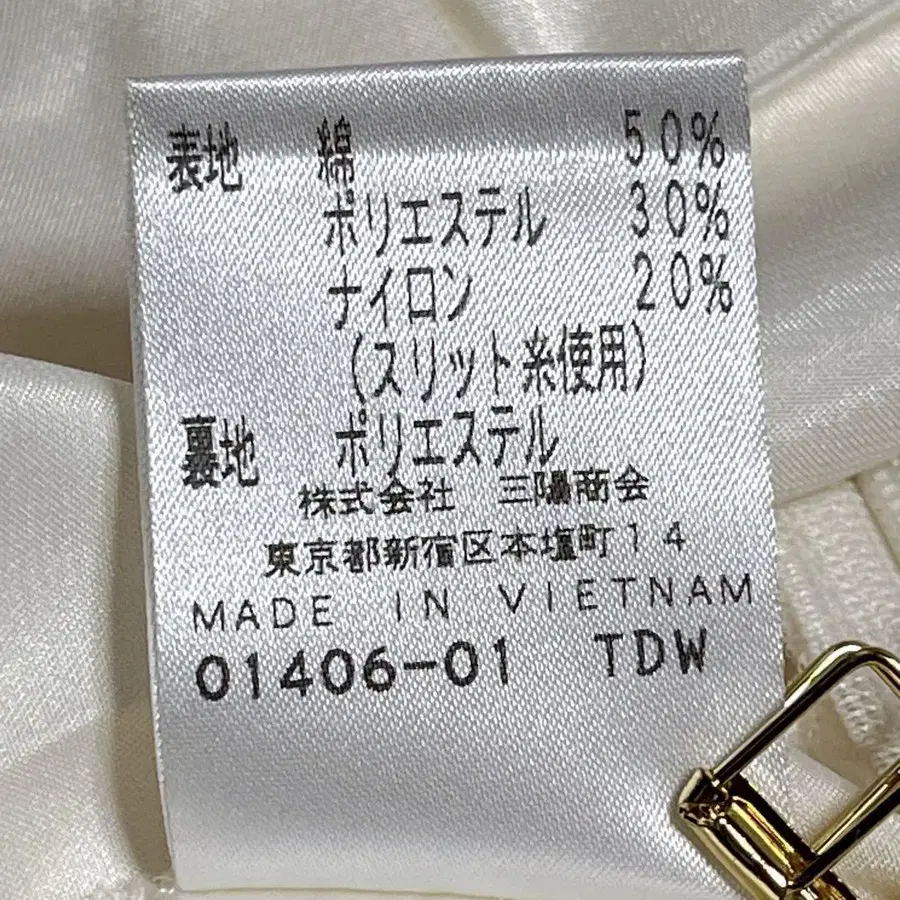 表地 綿 50%
ポリエステル 30%
ナイロン 20%
(スリット糸使用)
裏地 ポリエステル
株式会社 三陽商会
東京都新宿区本塩町14
MADE IN VIETNAM
01406-01 TDW